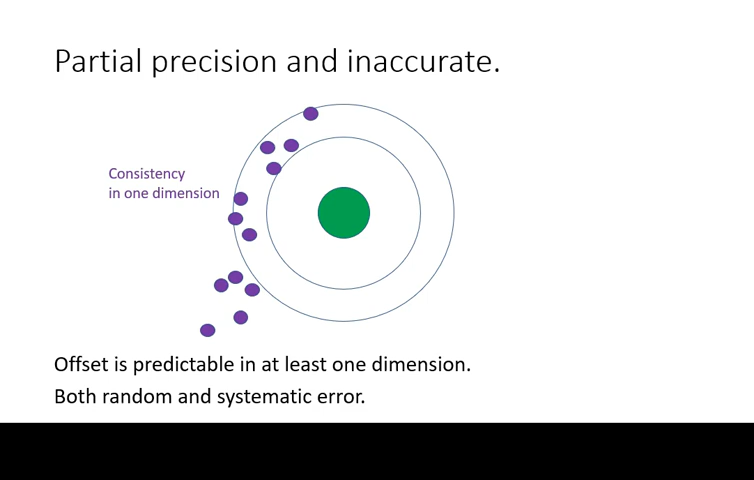 Partial precision and inaccurate.
Consistency
in one dimension
Offset is predictable in at least one dimension.
Both random and systematic error.